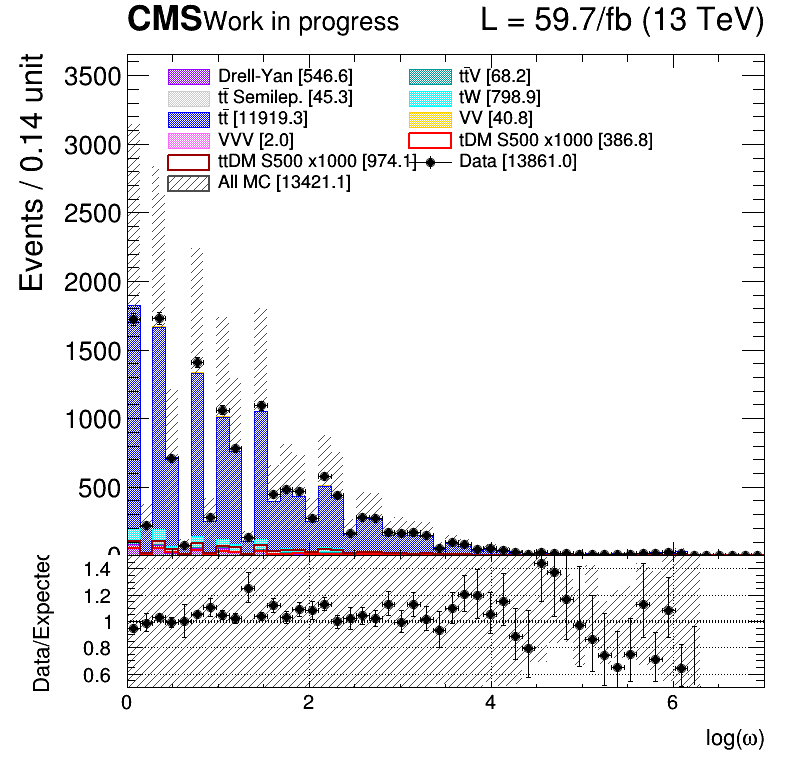 CMS Work in progress L = 59.7/fb (13 TeV)
Events / 0.14 unit
3500
3000
2500
2000
1500
1000
500
0
Drell-Yan [546.6]
tt̄V [68.2]
tt̄ Semilep. [45.3]
tW [798.9]
tt̄ [11919.3]
VV [40.8]
VVV [2.0]
tDM S500 x1000 [386.8]
ttDM S500 x1000 [974.1]
Data [13861.0]
All MC [13421.1]
Data/Expected
1.4
1.2
1
0.8
0.6
0 2 4 6
log(ω)